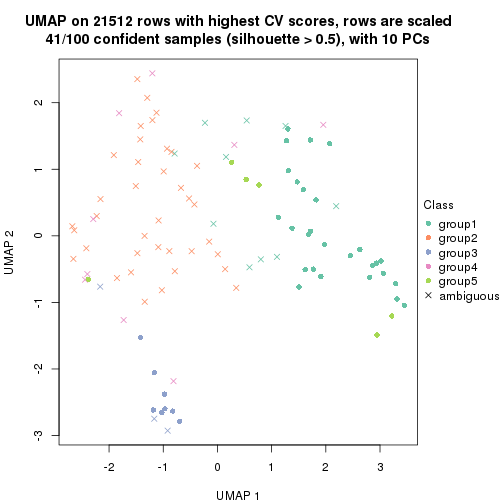 UMAP on 21512 rows with highest CV scores, rows are scaled
41/100 confident samples (silhouette > 0.5), with 10 PCs
2
1
0
-1
-2
-3
UMAP 2
-2
-1
0
1
2
3
UMAP 1
Class
group1
group2
group3
group4
group5
ambiguous